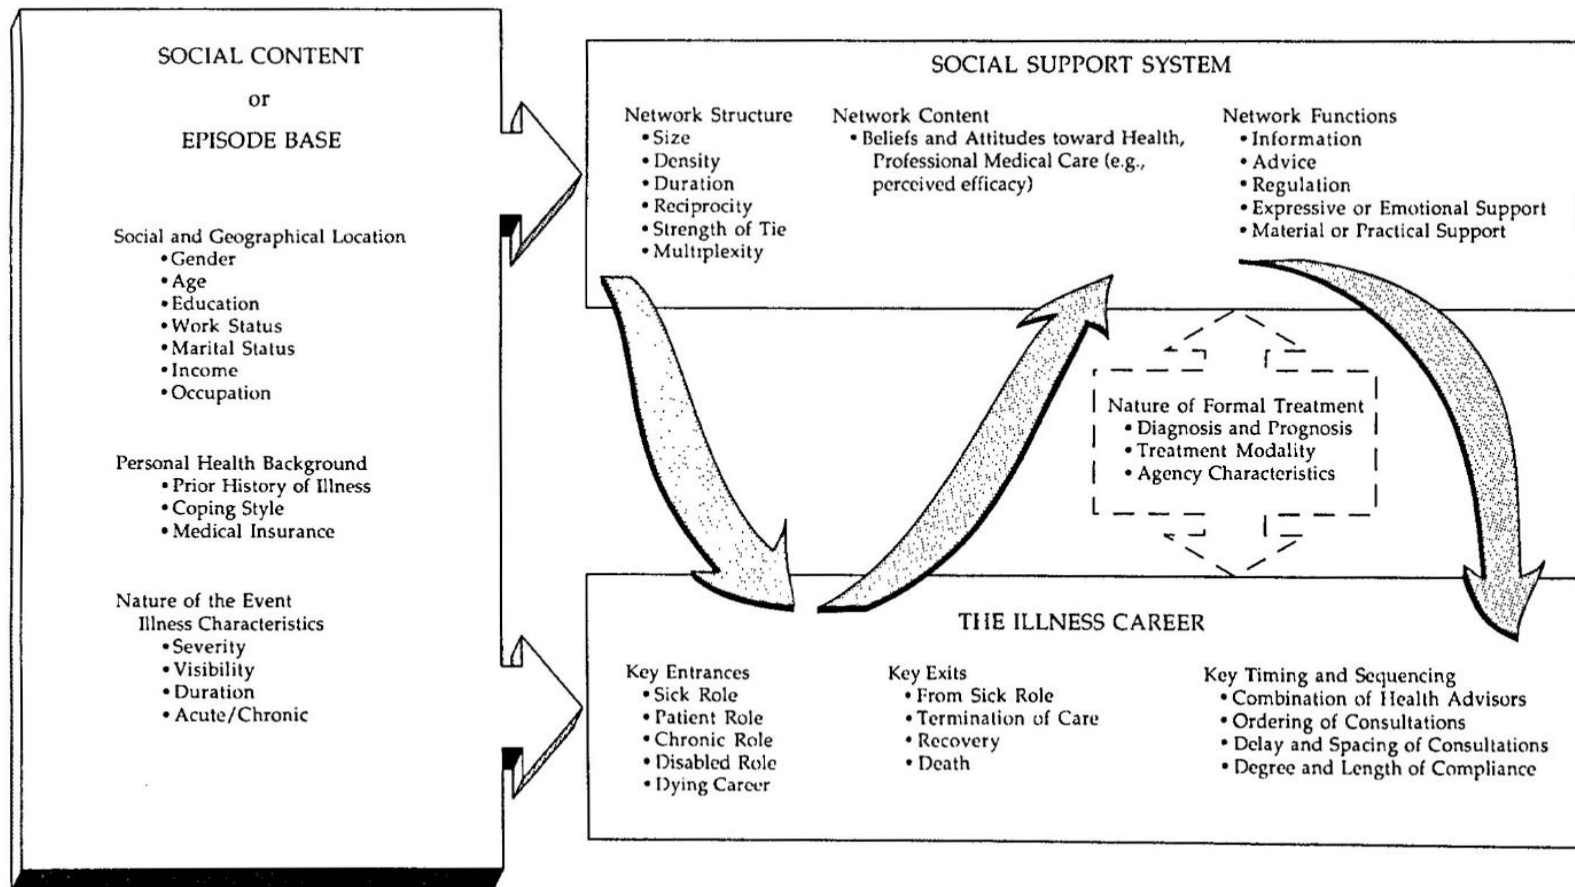 SOCIAL CONTENT
or
EPISODE BASE
Social and Geographical Location
• Gender
• Age
• Education
• Work Status
• Marital Status
• Income
• Occupation
Personal Health Background
• Prior History of Illness
• Coping Style
• Medical Insurance
Nature of the Event
Illness Characteristics
• Severity
• Visibility
• Duration
• Acute/Chronic
SOCIAL SUPPORT SYSTEM
Network Structure
• Size
• Density
• Duration
• Reciprocity
• Strength of Tie
• Multiplexity
Network Content
• Beliefs and Attitudes toward Health,
Professional Medical Care (e.g.,
perceived efficacy)
Network Functions
• Information
• Advice
• Regulation
• Expressive or Emotional Support
• Material or Practical Support
Nature of Formal Treatment
• Diagnosis and Prognosis
• Treatment Modality
• Agency Characteristics
THE ILLNESS CAREER
Key Entrances
• Sick Role
• Patient Role
• Chronic Role
• Disabled Role
• Dying Career
Key Exits
• From Sick Role
• Termination of Care
• Recovery
• Death
Key Timing and Sequencing
• Combination of Health Advisors
• Ordering of Consultations
• Delay and Spacing of Consultations
• Degree and Length of Compliance